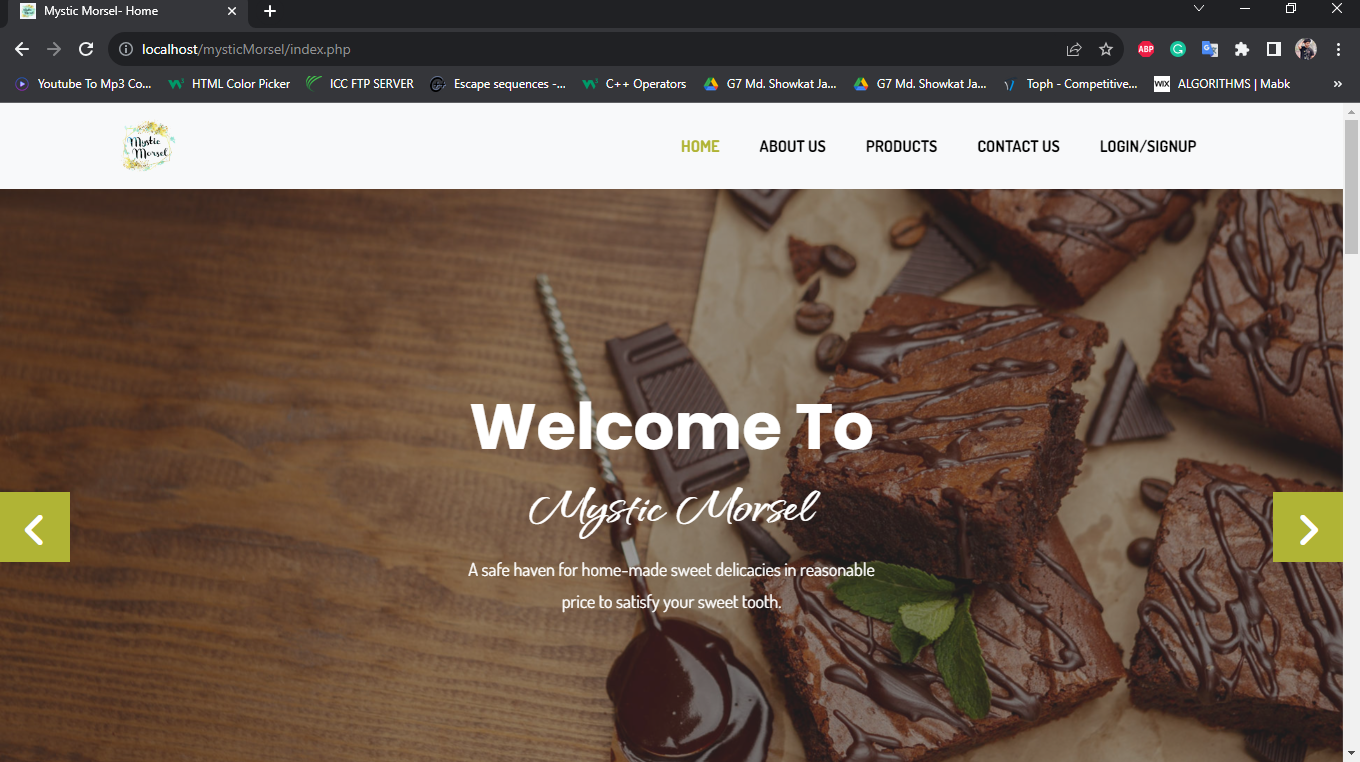 Mystic Morsel- Home
localhost/mysticMorsel/index.php
ABP
Youtube To Mp3 Co...
HTML Color Picker
ICC FTP SERVER
Escape sequences -...
C++ Operators
G7 Md. Showkat Ja...
G7 Md. Showkat Ja...
Toph - Competitive...
WIX
ALGORITHMS | Mabk
»
Mystic
Morsel
HOME
ABOUT US
PRODUCTS
CONTACT US
LOGIN/SIGNUP
Welcome To
Mystic Morsel
A safe haven for home-made sweet delicacies in reasonable
price to satisfy your sweet tooth.